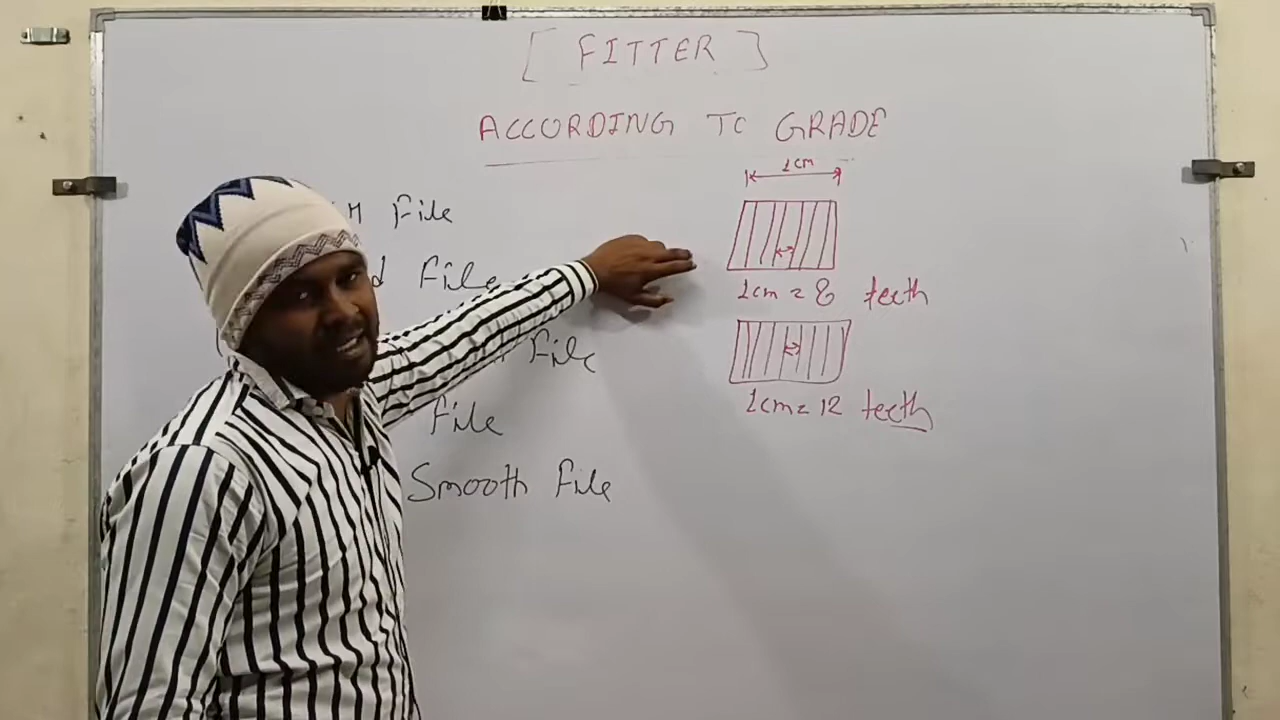 [ FITTER ]
ACCORDING TO GRADE
File
File
File
File
Smooth File
1cm
1cm = 8 teeth
1cm = 12 teeth